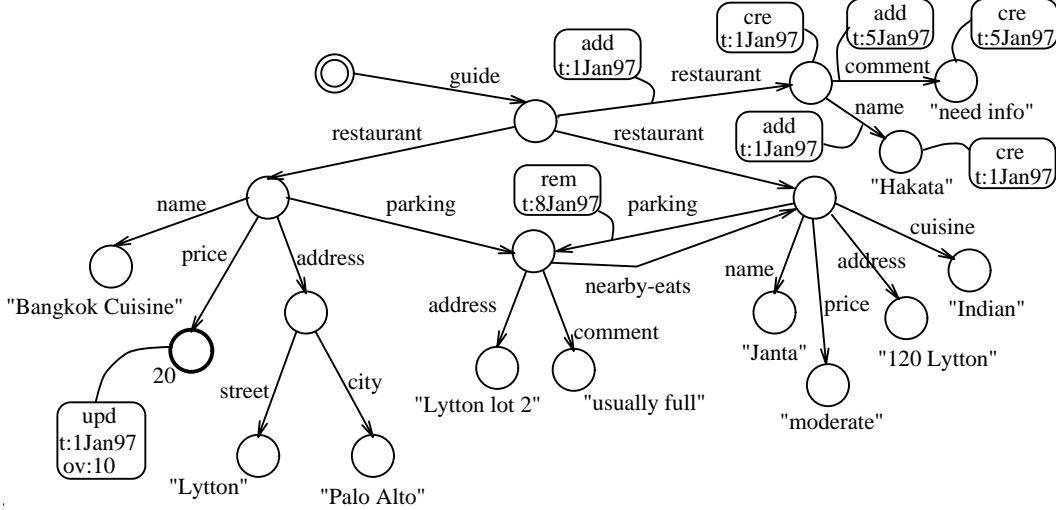 cre
t:1Jan97
add
t:5Jan97
cre
t:5Jan97
add
t:1Jan97
guide
restaurant
comment
"need info"
name
restaurant
restaurant
add
t:1Jan97
"Hakata"
cre
t:1Jan97
rem
t:8Jan97
name
parking
parking
cuisine
price
address
"Bangkok Cuisine"
address
nearby-eats
name
address
"Indian"
comment
price
20
"Janta"
"120 Lytton"
street
city
"Lytton lot 2"
"usually full"
"moderate"
upd
t:1Jan97
ov:10
"Lytton"
"Palo Alto"